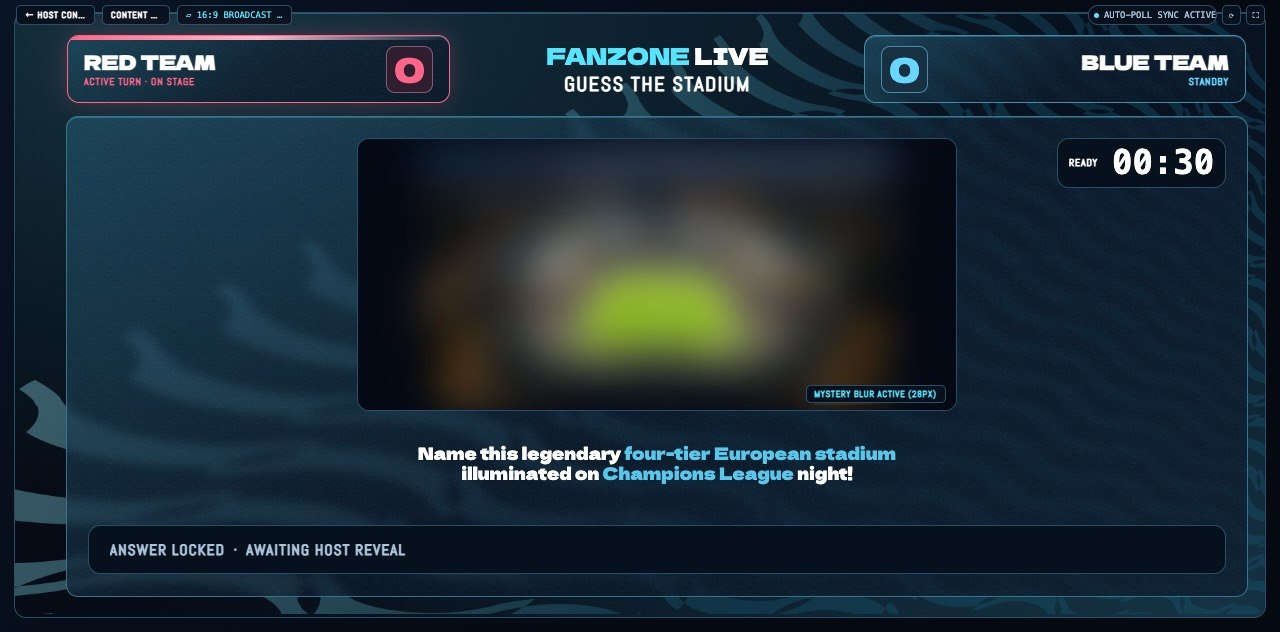 ← HOST CON...
CONTENT ...
16:9 BROADCAST ...
AUTO-POLL SYNC ACTIVE
RED TEAM
ACTIVE TURN · ON STAGE
0
FANZONE LIVE
GUESS THE STADIUM
0
BLUE TEAM
STANDBY
READY 00:30
MYSTERY BLUR ACTIVE (28PX)
Name this legendary four-tier European stadium
illuminated on Champions League night!
ANSWER LOCKED · AWAITING HOST REVEAL